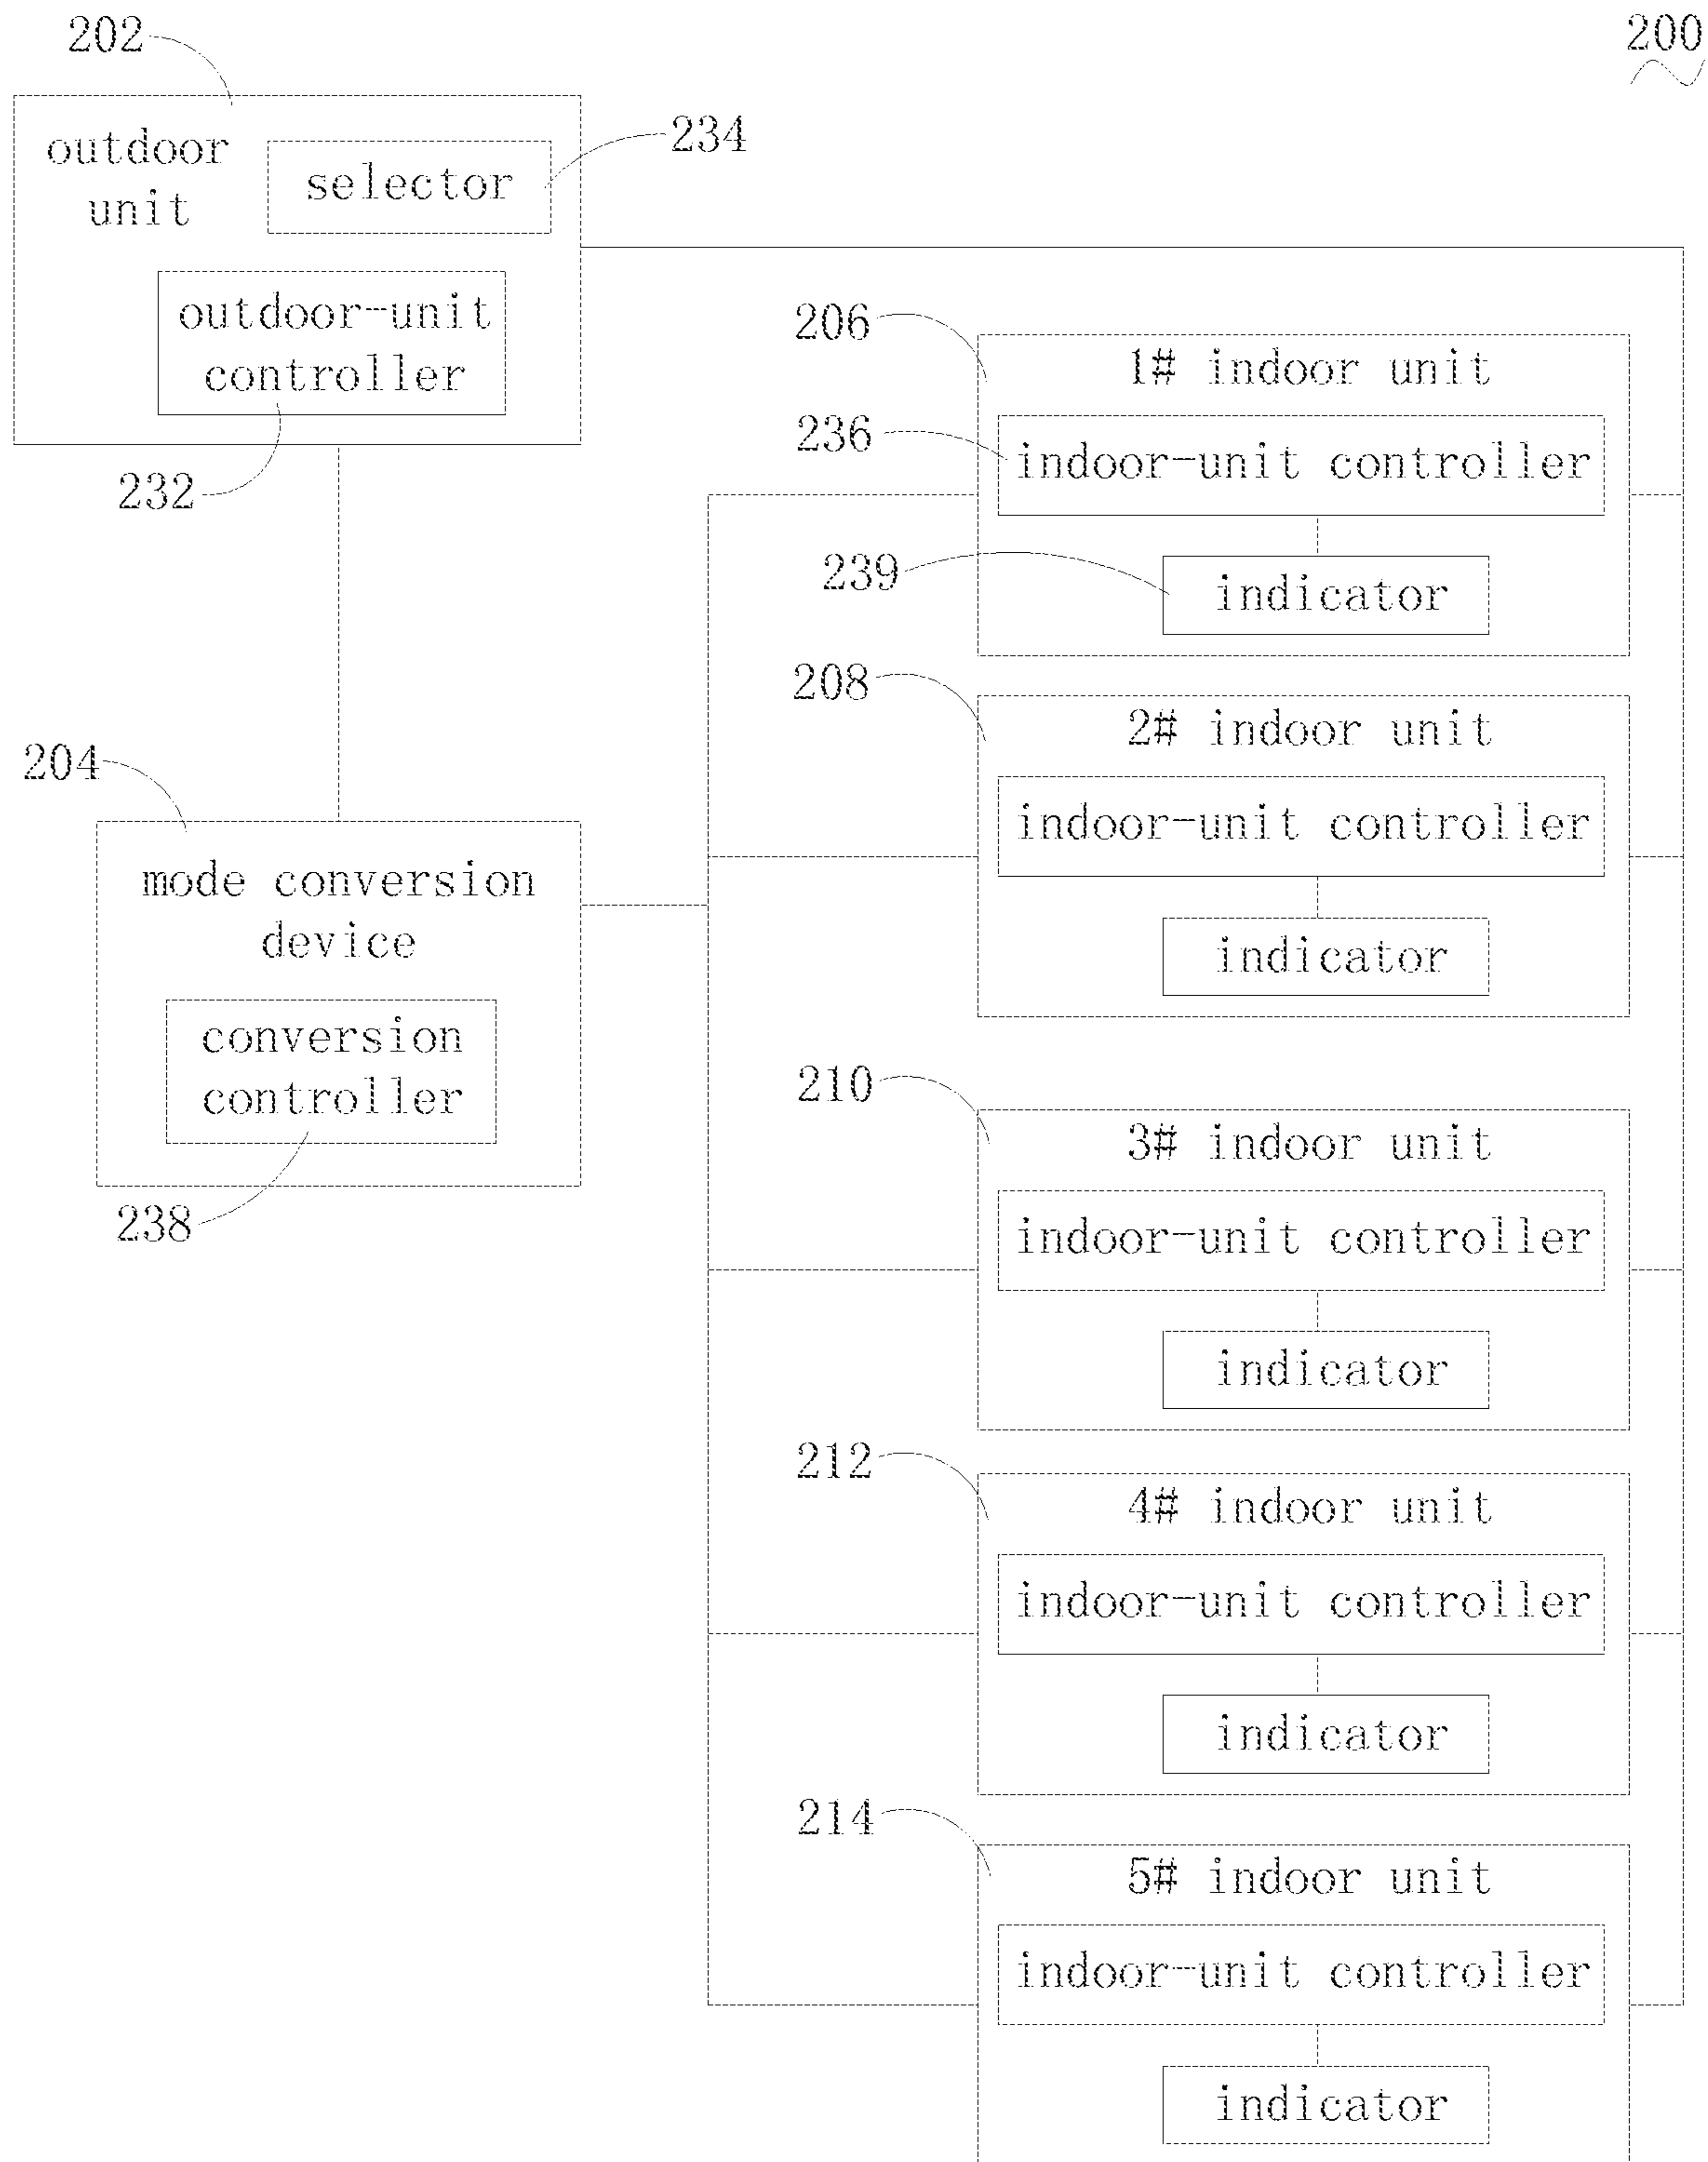 202
200
outdoor
unit
selector
234
outdoor-unit
controller
232
206
1# indoor unit
236
indoor-unit controller
239
indicator
208
2# indoor unit
indoor-unit controller
indicator
204
mode conversion
device
conversion
controller
238
210
3# indoor unit
indoor-unit controller
indicator
212
4# indoor unit
indoor-unit controller
indicator
214
5# indoor unit
indoor-unit controller
indicator